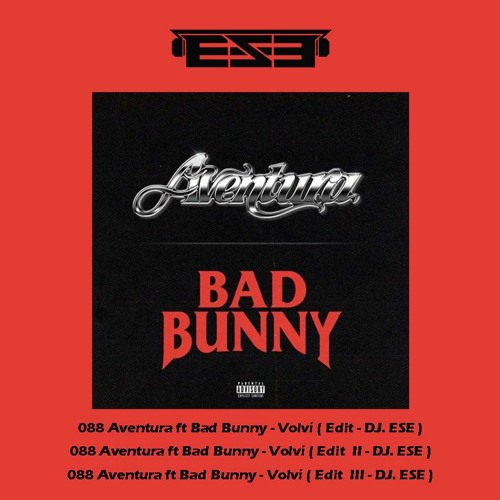 ESE
Aventura
BAD
BUNNY
PARENTAL
ADVISORY
EXPLICIT CONTENT
088 Aventura ft Bad Bunny - Volví ( Edit - DJ. ESE )
088 Aventura ft Bad Bunny - Volví ( Edit II - DJ. ESE )
088 Aventura ft Bad Bunny - Volví ( Edit III - DJ. ESE )